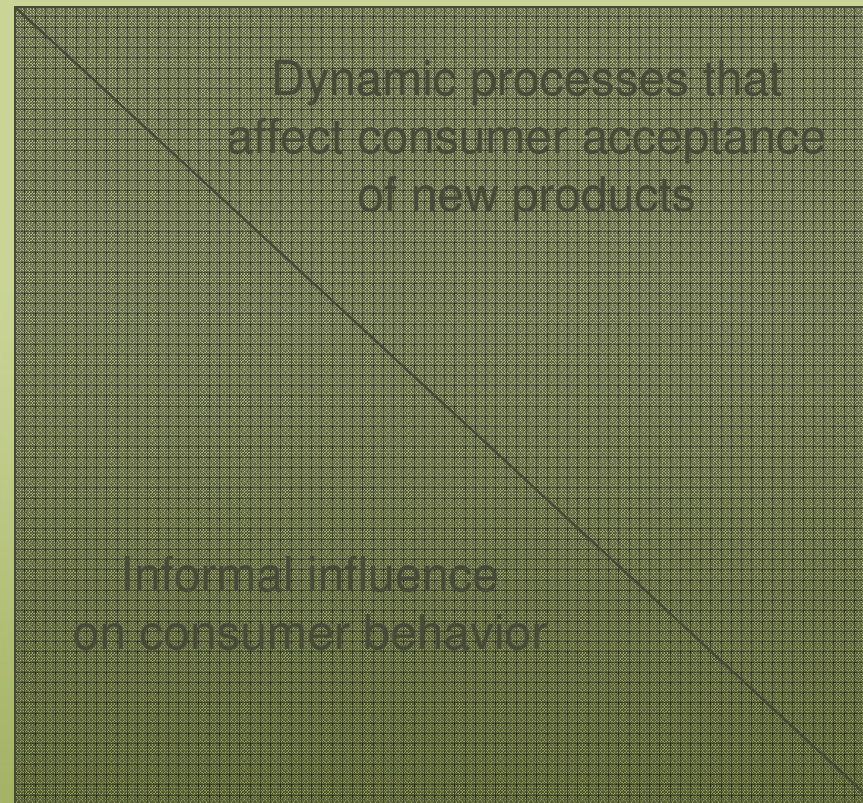 Dynamic processes that
affect consumer acceptance
of new products
Informal influence
on consumer behavior